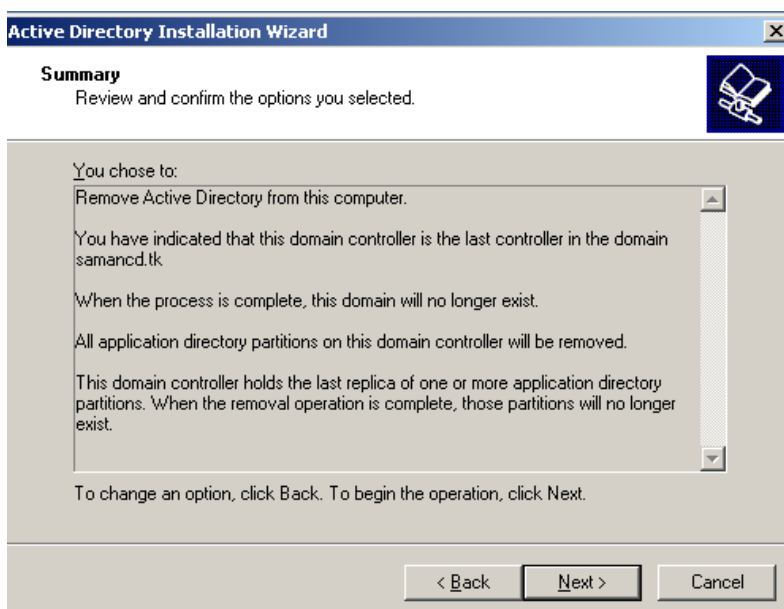 Active Directory Installation Wizard
Summary
Review and confirm the options you selected.
You chose to:
Remove Active Directory from this computer.
You have indicated that this domain controller is the last controller in the domain
samancd.tk
When the process is complete, this domain will no longer exist.
All application directory partitions on this domain controller will be removed.
This domain controller holds the last replica of one or more application directory
partitions. When the removal operation is complete, those partitions will no longer
exist.
To change an option, click Back. To begin the operation, click Next.
< Back
Next >
Cancel